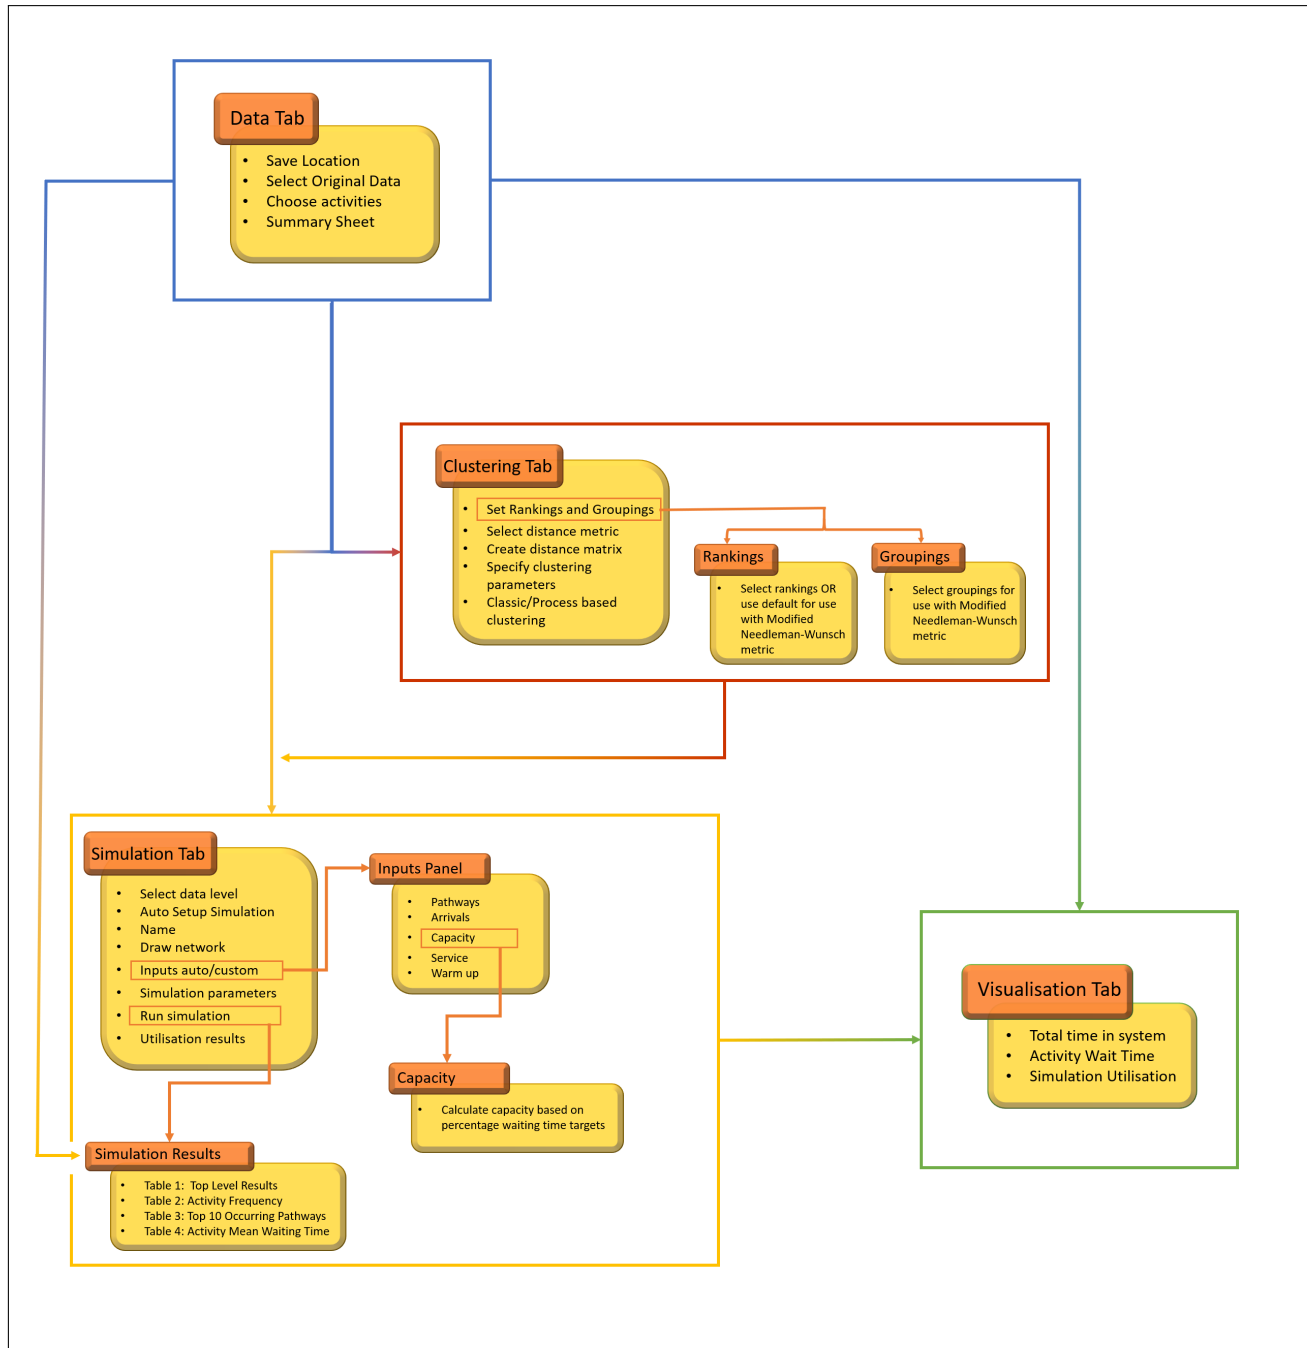 Data Tab
• Save Location
• Select Original Data
• Choose activities
• Summary Sheet
Clustering Tab
• Set Rankings and Groupings
• Select distance metric
• Create distance matrix
• Specify clustering
parameters
• Classic/Process based
clustering
Rankings
• Select rankings OR
use default for use
with Modified
Needleman-Wunsch
metric
Groupings
• Select groupings for
use with Modified
Needleman-Wunsch
metric
Simulation Tab
• Select data level
• Auto Setup Simulation
• Name
• Draw network
• Inputs auto/custom
• Simulation parameters
• Run simulation
• Utilisation results
Inputs Panel
• Pathways
• Arrivals
• Capacity
• Service
• Warm up
Capacity
• Calculate capacity based on
percentage waiting time targets
Simulation Results
• Table 1: Top Level Results
• Table 2: Activity Frequency
• Table 3: Top 10 Occurring Pathways
• Table 4: Activity Mean Waiting Time
Visualisation Tab
• Total time in system
• Activity Wait Time
• Simulation Utilisation